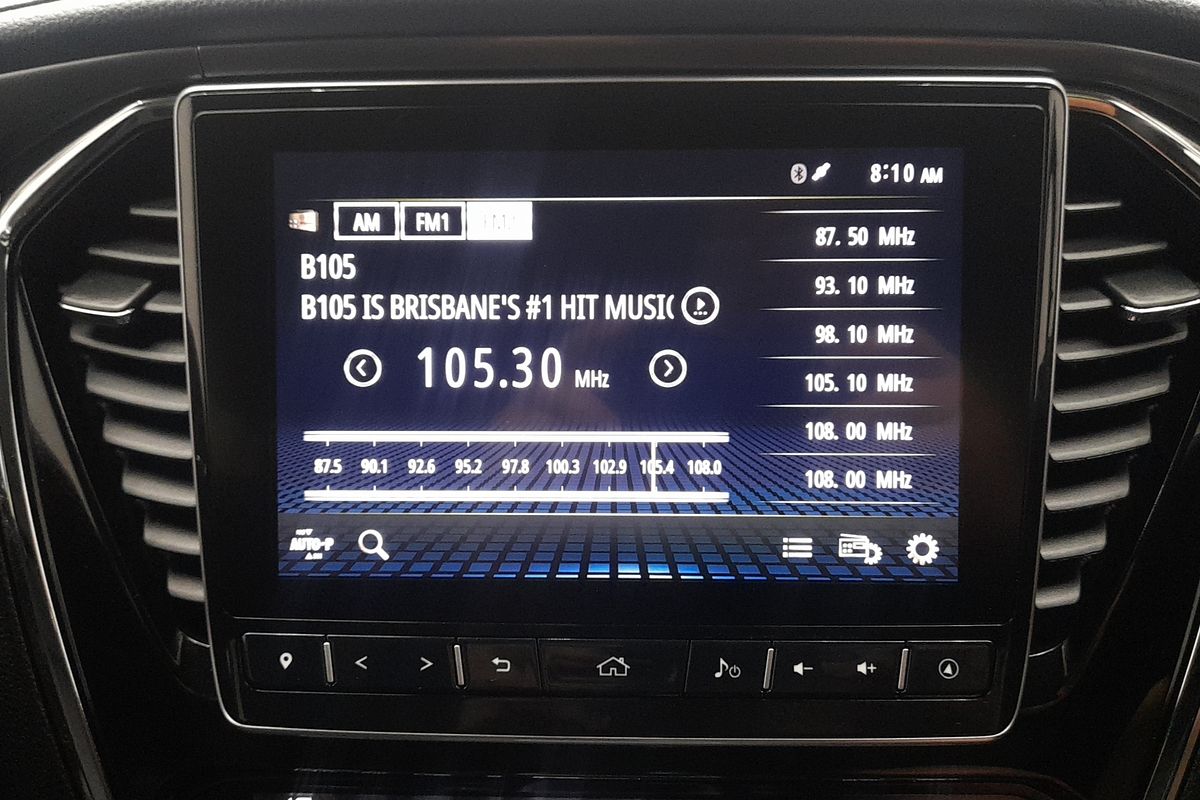 8:10 AM
AM FM1
B105
B105 IS BRISBANE'S #1 HIT MUSIC
105.30 MHz
87.5 90.1 92.6 95.2 97.8 100.3 102.9 105.4 108.0
87.50 MHz
93.10 MHz
98.10 MHz
105.10 MHz
108.00 MHz
108.00 MHz
AUTO-P